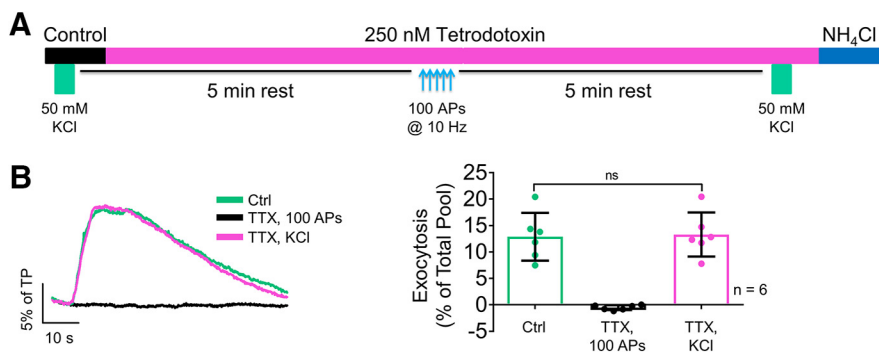 A
Control
250 nM Tetrodotoxin
NH4Cl
5 min rest
5 min rest
50 mM
KCl
100 APs
@ 10 Hz
50 mM
KCl
B
Ctrl
TTX, 100 APs
TTX, KCl
5% of TP
10 s
Exocytosis
(% of Total Pool)
25
20
15
10
5
0
-5
ns
n = 6
Ctrl
TTX,
100 APs
TTX,
KCl